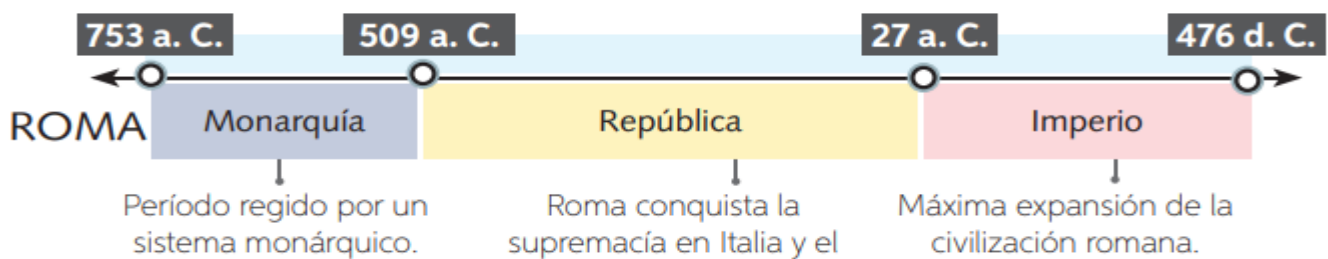 753 a. C. 509 a. C. 27 a. C. 476 d. C.
ROMA Monarquía República Imperio
Período regido por un
sistema monárquico.
Roma conquista la
supremacía en Italia y el
Máxima expansión de la
civilización romana.